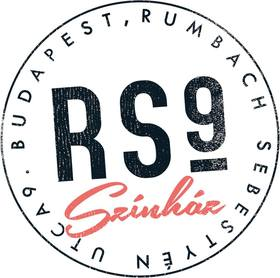 BUDAPEST, RUMBACH SEBESTYÉN UTCA 9.
RS9
Színház